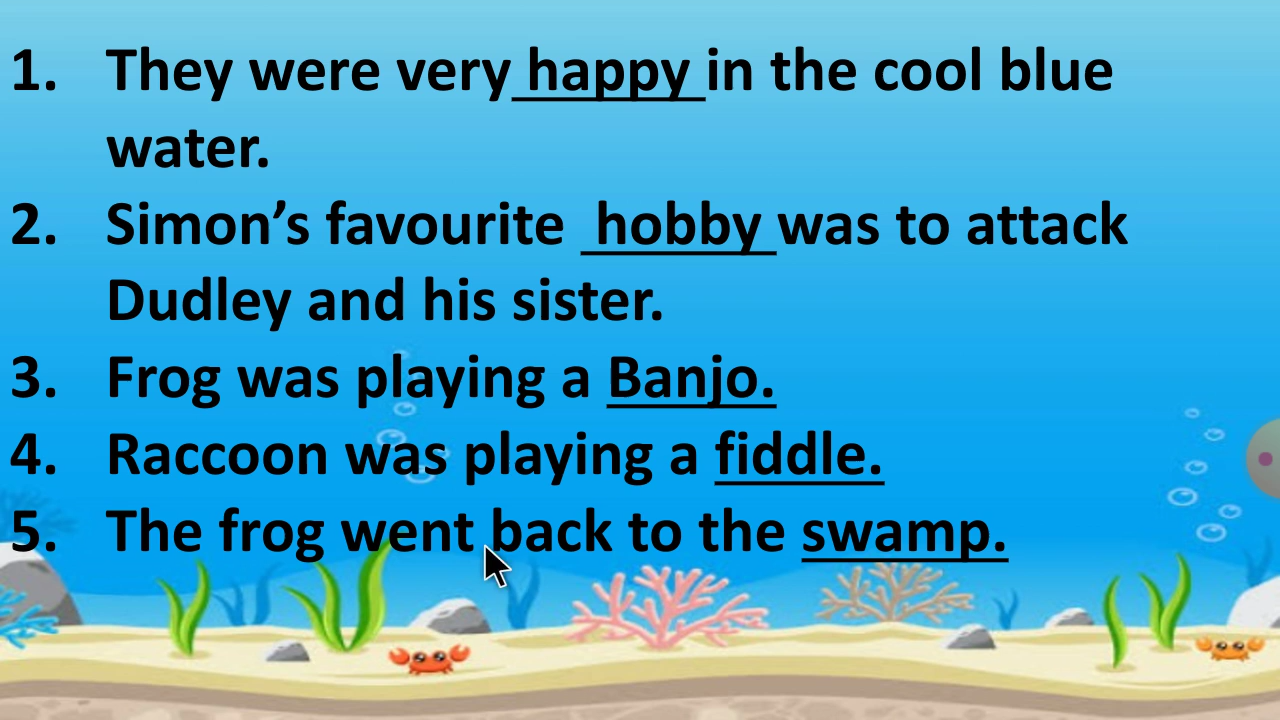 1. They were very happy in the cool blue
water.
2. Simon’s favourite hobby was to attack
Dudley and his sister.
3. Frog was playing a Banjo.
4. Raccoon was playing a fiddle.
5. The frog went back to the swamp.